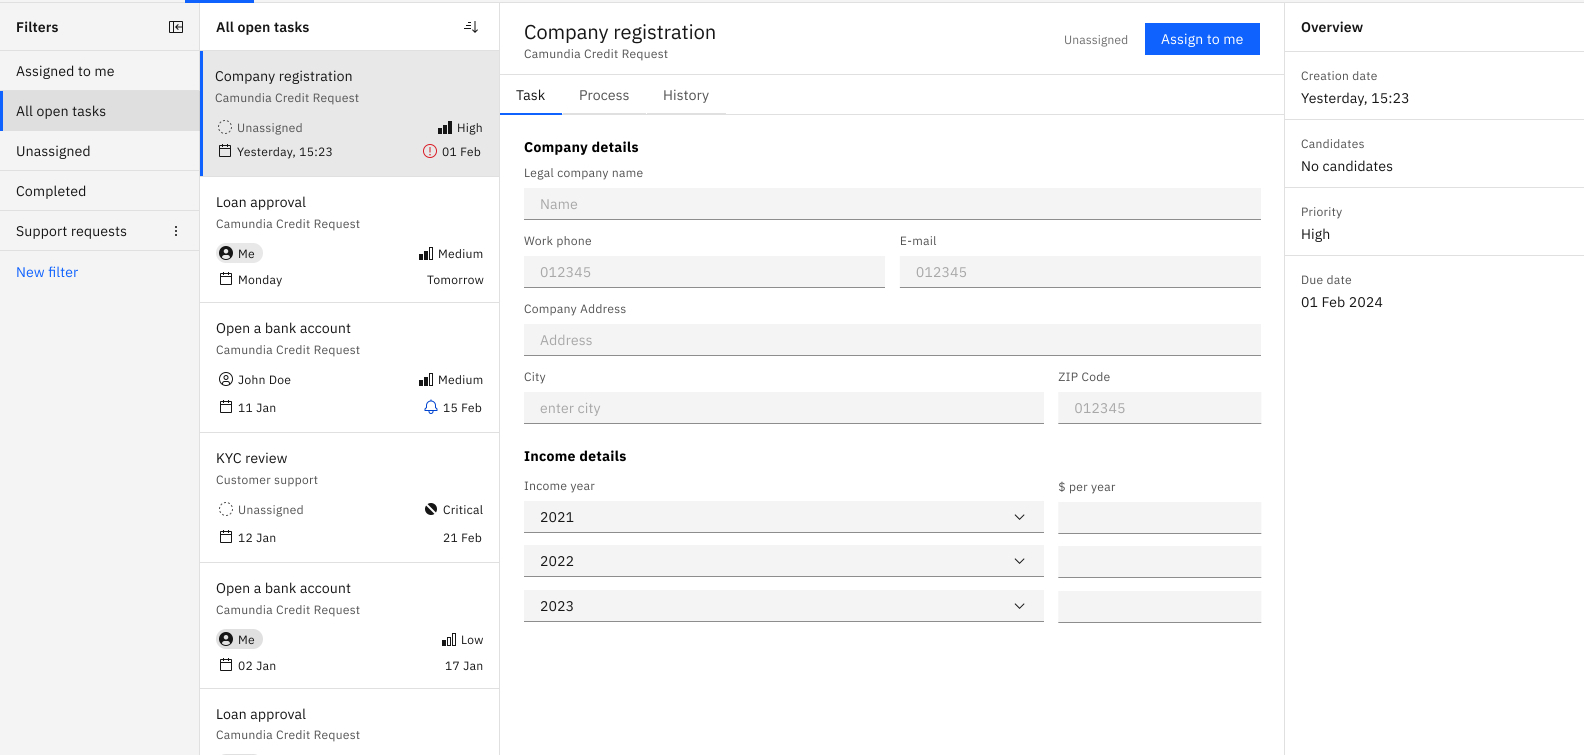 Filters
Assigned to me
All open tasks
Unassigned
Completed
Support requests
New filter
All open tasks
Company registration
Camundia Credit Request
Unassigned
High
Yesterday, 15:23
01 Feb
Loan approval
Camundia Credit Request
Me
Medium
Monday
Tomorrow
Open a bank account
Camundia Credit Request
John Doe
Medium
11 Jan
15 Feb
KYC review
Customer support
Unassigned
Critical
12 Jan
21 Feb
Open a bank account
Camundia Credit Request
Me
Low
02 Jan
17 Jan
Loan approval
Camundia Credit Request
Company registration
Camundia Credit Request
Unassigned
Assign to me
Task
Process
History
Company details
Legal company name
Name
Work phone
E-mail
012345
012345
Company Address
Address
City
ZIP Code
enter city
012345
Income details
Income year
$ per year
2021
2022
2023
Overview
Creation date
Yesterday, 15:23
Candidates
No candidates
Priority
High
Due date
01 Feb 2024